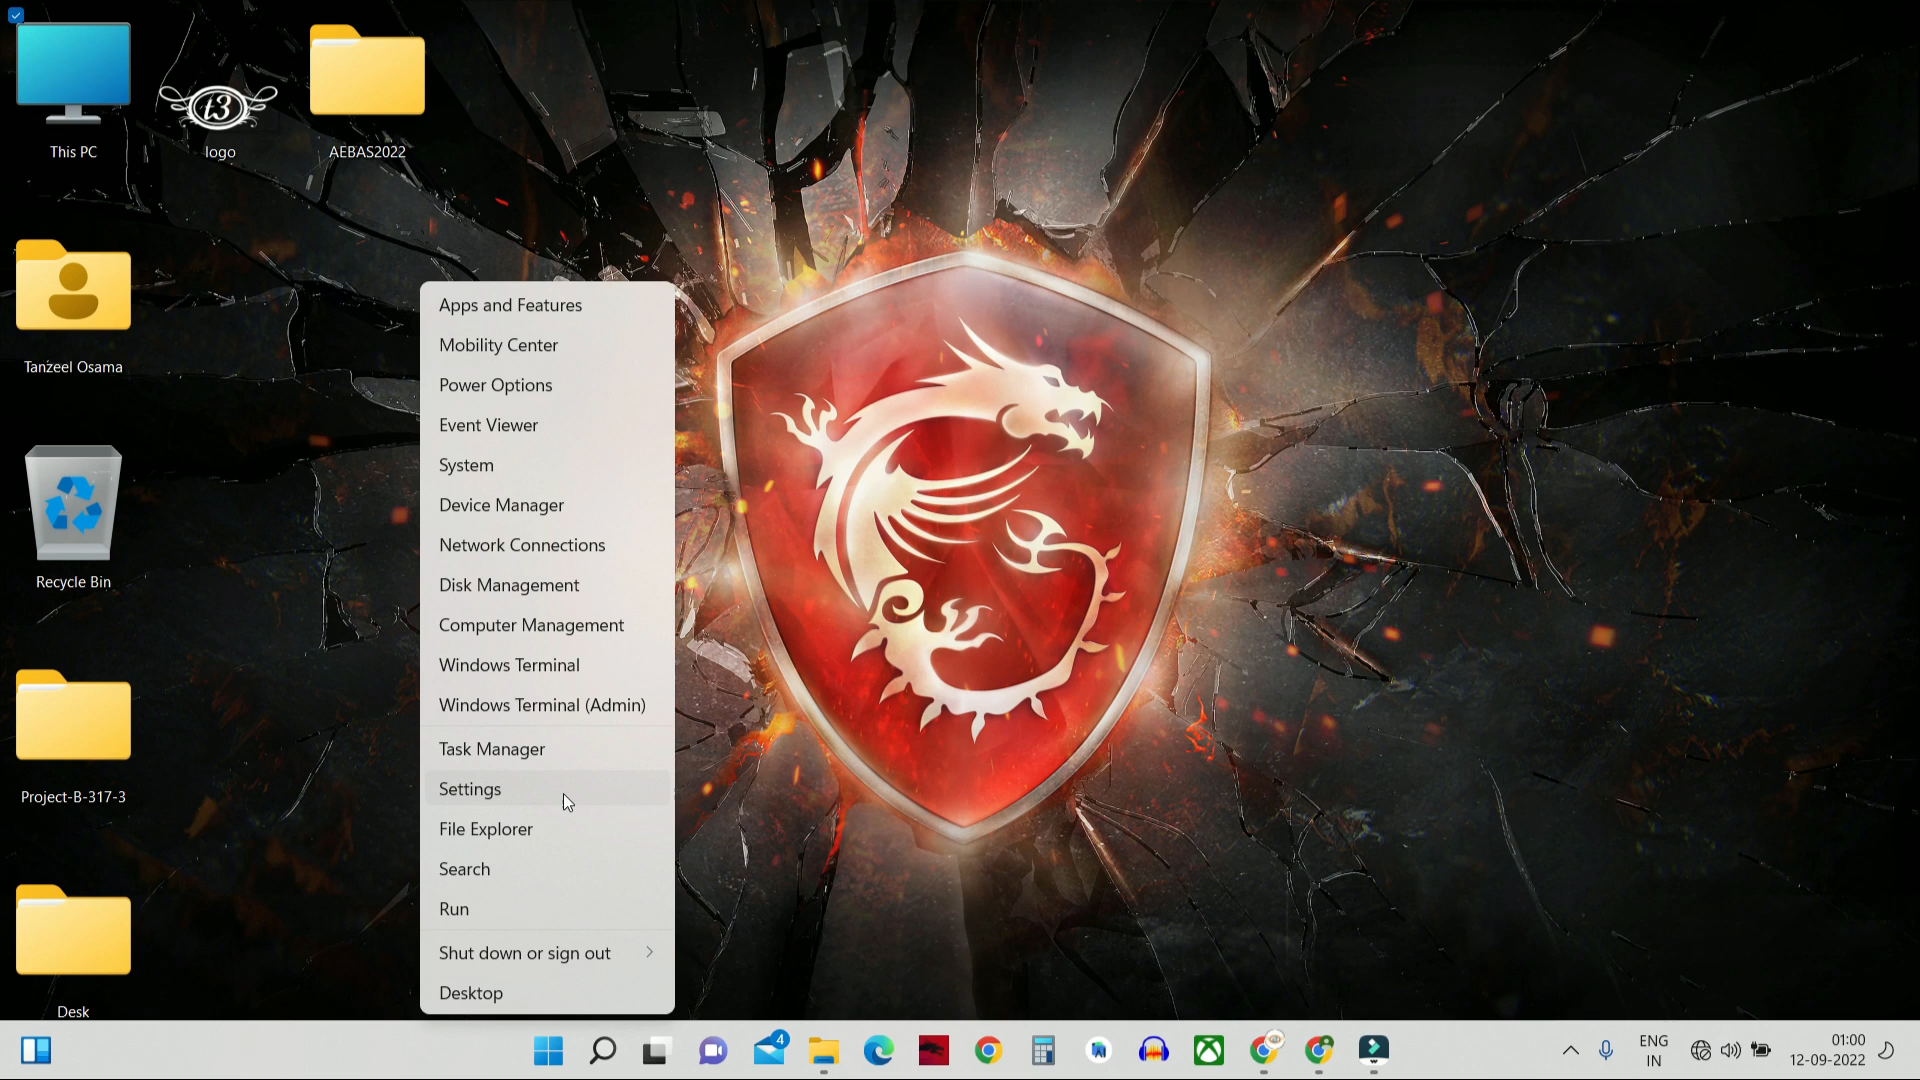 This PC
t3
logo
AEBAS2022
Tanzeel Osama
Recycle Bin
Project-B-317-3
Desk
Apps and Features
Mobility Center
Power Options
Event Viewer
System
Device Manager
Network Connections
Disk Management
Computer Management
Windows Terminal
Windows Terminal (Admin)
Task Manager
Settings
File Explorer
Search
Run
Shut down or sign out
Desktop
4
ENG
IN
01:00
12-09-2022